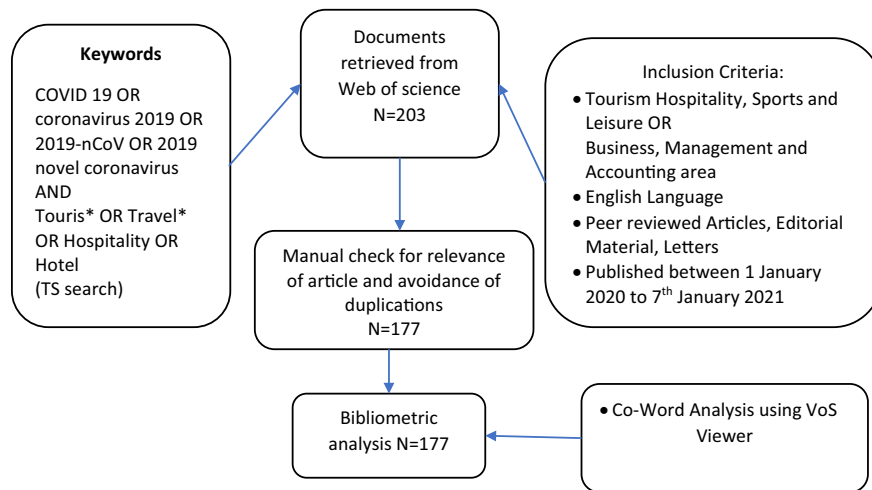 Keywords
COVID 19 OR
coronavirus 2019 OR
2019-nCoV OR 2019
novel coronavirus
AND
Touris* OR Travel*
OR Hospitality OR
Hotel
(TS search)
Documents
retrieved from
Web of science
N=203
Inclusion Criteria:
• Tourism Hospitality, Sports and
Leisure OR
Business, Management and
Accounting area
• English Language
• Peer reviewed Articles, Editorial
Material, Letters
• Published between 1 January
2020 to 7th January 2021
Manual check for relevance
of article and avoidance of
duplications
N=177
Bibliometric
analysis N=177
• Co-Word Analysis using VoS
Viewer